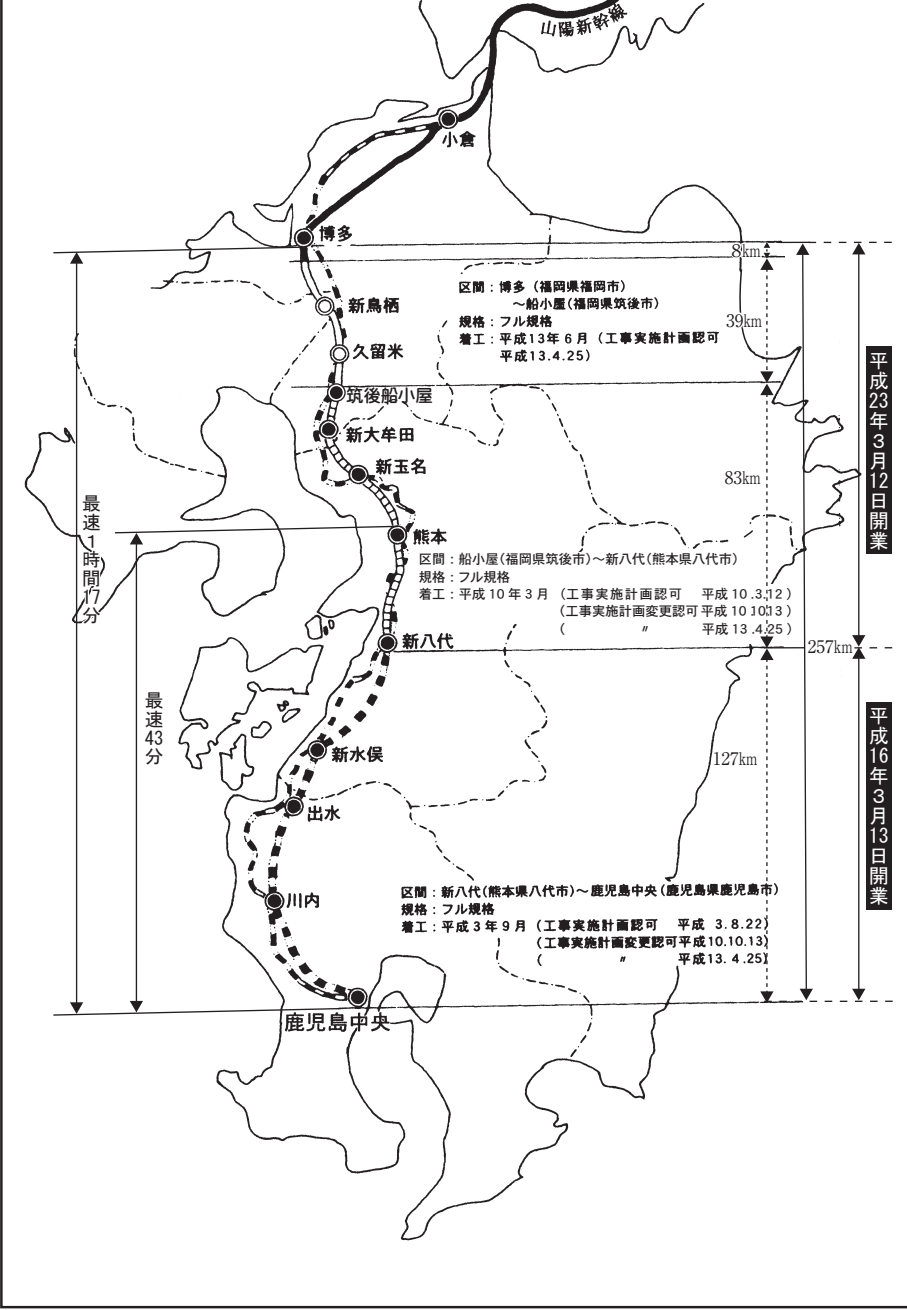 山陽新幹線
小倉
博多
8km
区間：博多（福岡県福岡市）
～船小屋(福岡県筑後市)
規格：フル規格
着工：平成13年６月（工事実施計画認可
平成13.4.25）
新鳥栖
39km
久留米
筑後船小屋
新大牟田
新玉名
83km
平成23年３月12日開業
最速１時間17分
熊本
区間：船小屋(福岡県筑後市)～新八代(熊本県八代市)
規格：フル規格
着工：平成10年３月（工事実施計画認可　平成10.3.12）
（工事実施計画変更認可 平成10.10.13）
（　〃　平成13.4.25）
新八代
257km
最速43分
新水俣
127km
平成16年３月13日開業
出水
川内
区間：新八代(熊本県八代市)～鹿児島中央(鹿児島県鹿児島市)
規格：フル規格
着工：平成３年９月（工事実施計画認可　平成 3.8.22)
（工事実施計画変更認可平成10.10.13)
（　〃　平成13. 4.25)
鹿児島中央